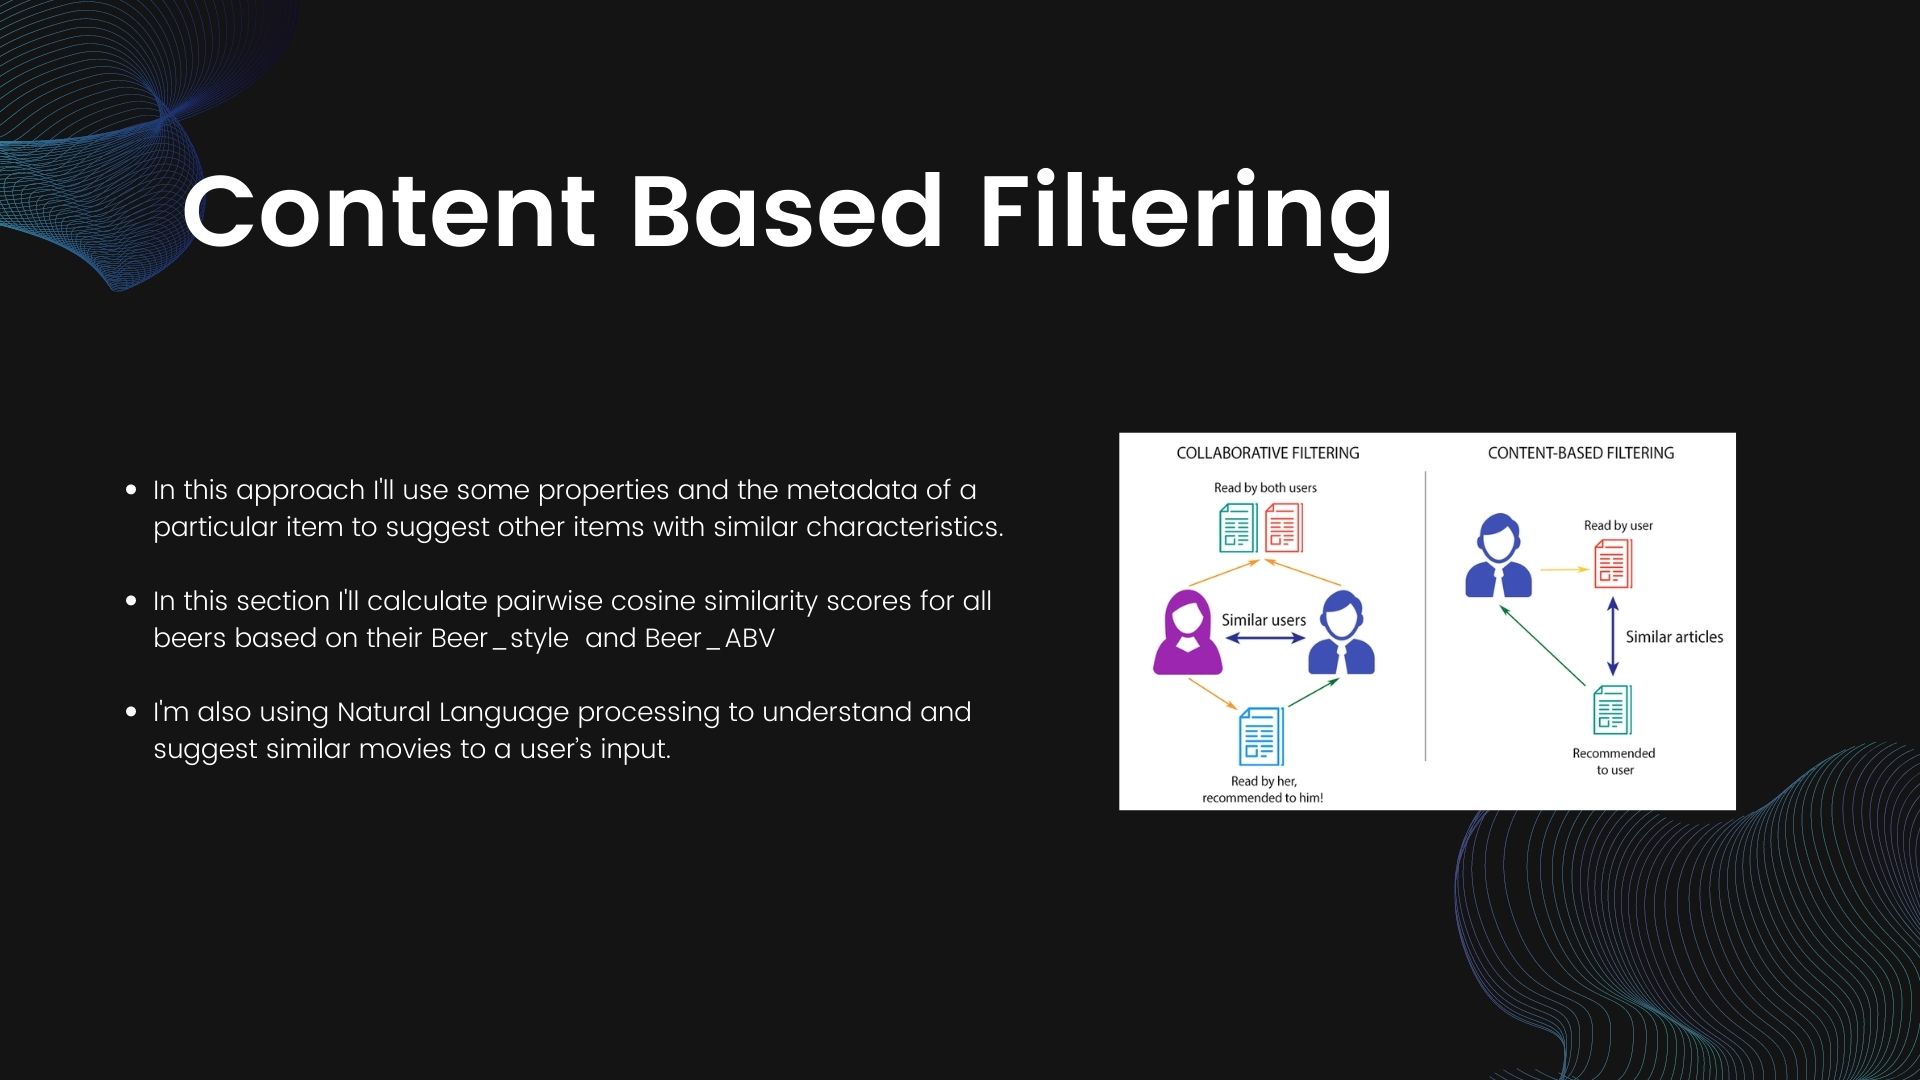 Content Based Filtering
• In this approach I'll use some properties and the metadata of a
particular item to suggest other items with similar characteristics.
• In this section I'll calculate pairwise cosine similarity scores for all
beers based on their Beer_style  and Beer_ABV
• I'm also using Natural Language processing to understand and
suggest similar movies to a user’s input.
COLLABORATIVE FILTERING
Read by both users
Similar users
Read by her,
recommended to him!
CONTENT-BASED FILTERING
Read by user
Similar articles
Recommended
to user